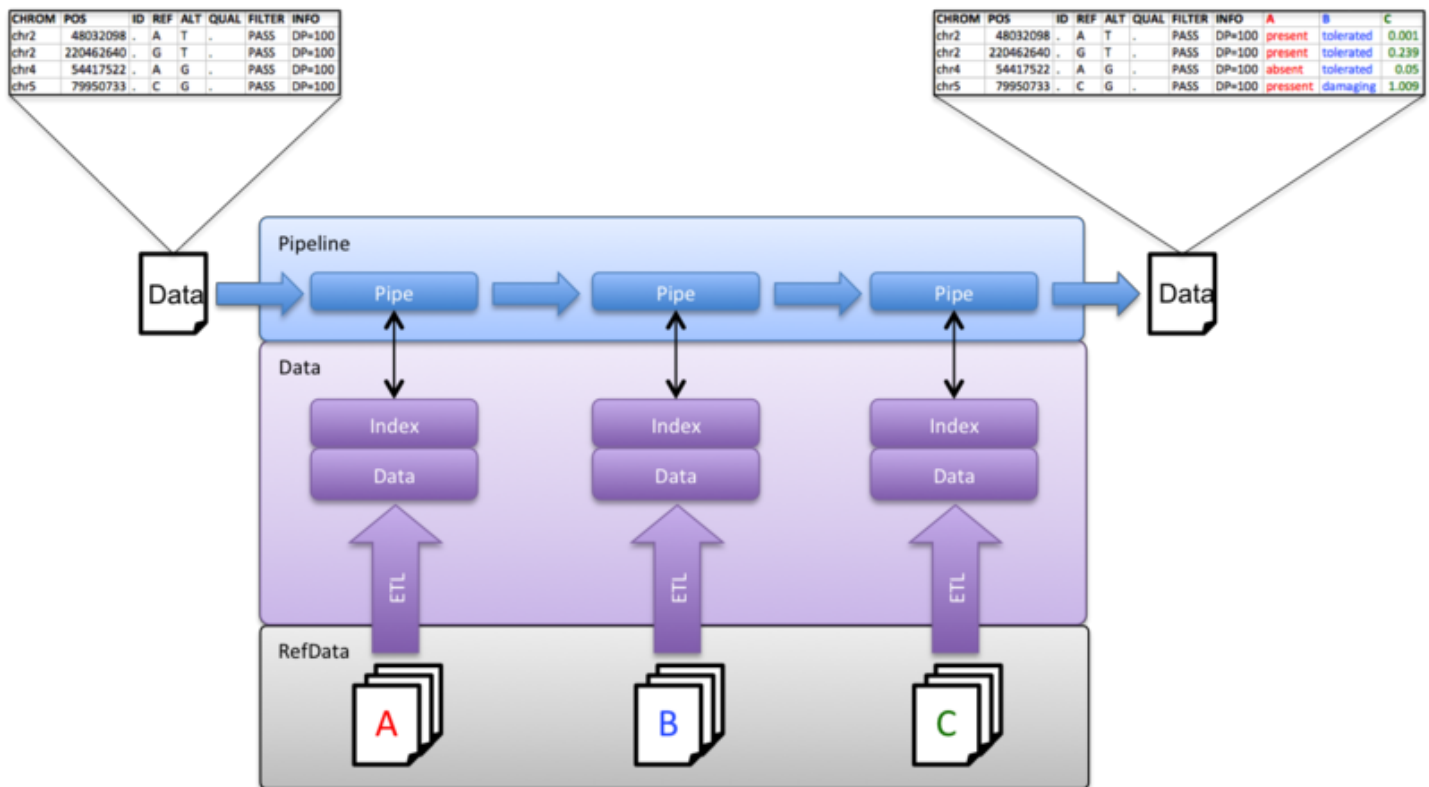 CHROM POS ID REF ALT QUAL FILTER INFO
chr2 48032098 . A T . PASS DP=100
chr2 220462640 . G T . PASS DP=100
chr4 54417522 . A G . PASS DP=100
chr5 79950733 . C G . PASS DP=100
CHROM POS ID REF ALT QUAL FILTER INFO A B C
chr2 48032098 . A T . PASS DP=100 present tolerated 0.001
chr2 220462640 . G T . PASS DP=100 present tolerated 0.239
chr4 54417522 . A G . PASS DP=100 absent tolerated 0.05
chr5 79950733 . C G . PASS DP=100 pressent damaging 1.009
Pipeline
Data Pipe Pipe Pipe Data
Data
Index Index Index
Data Data Data
ETL ETL ETL
RefData
A B C